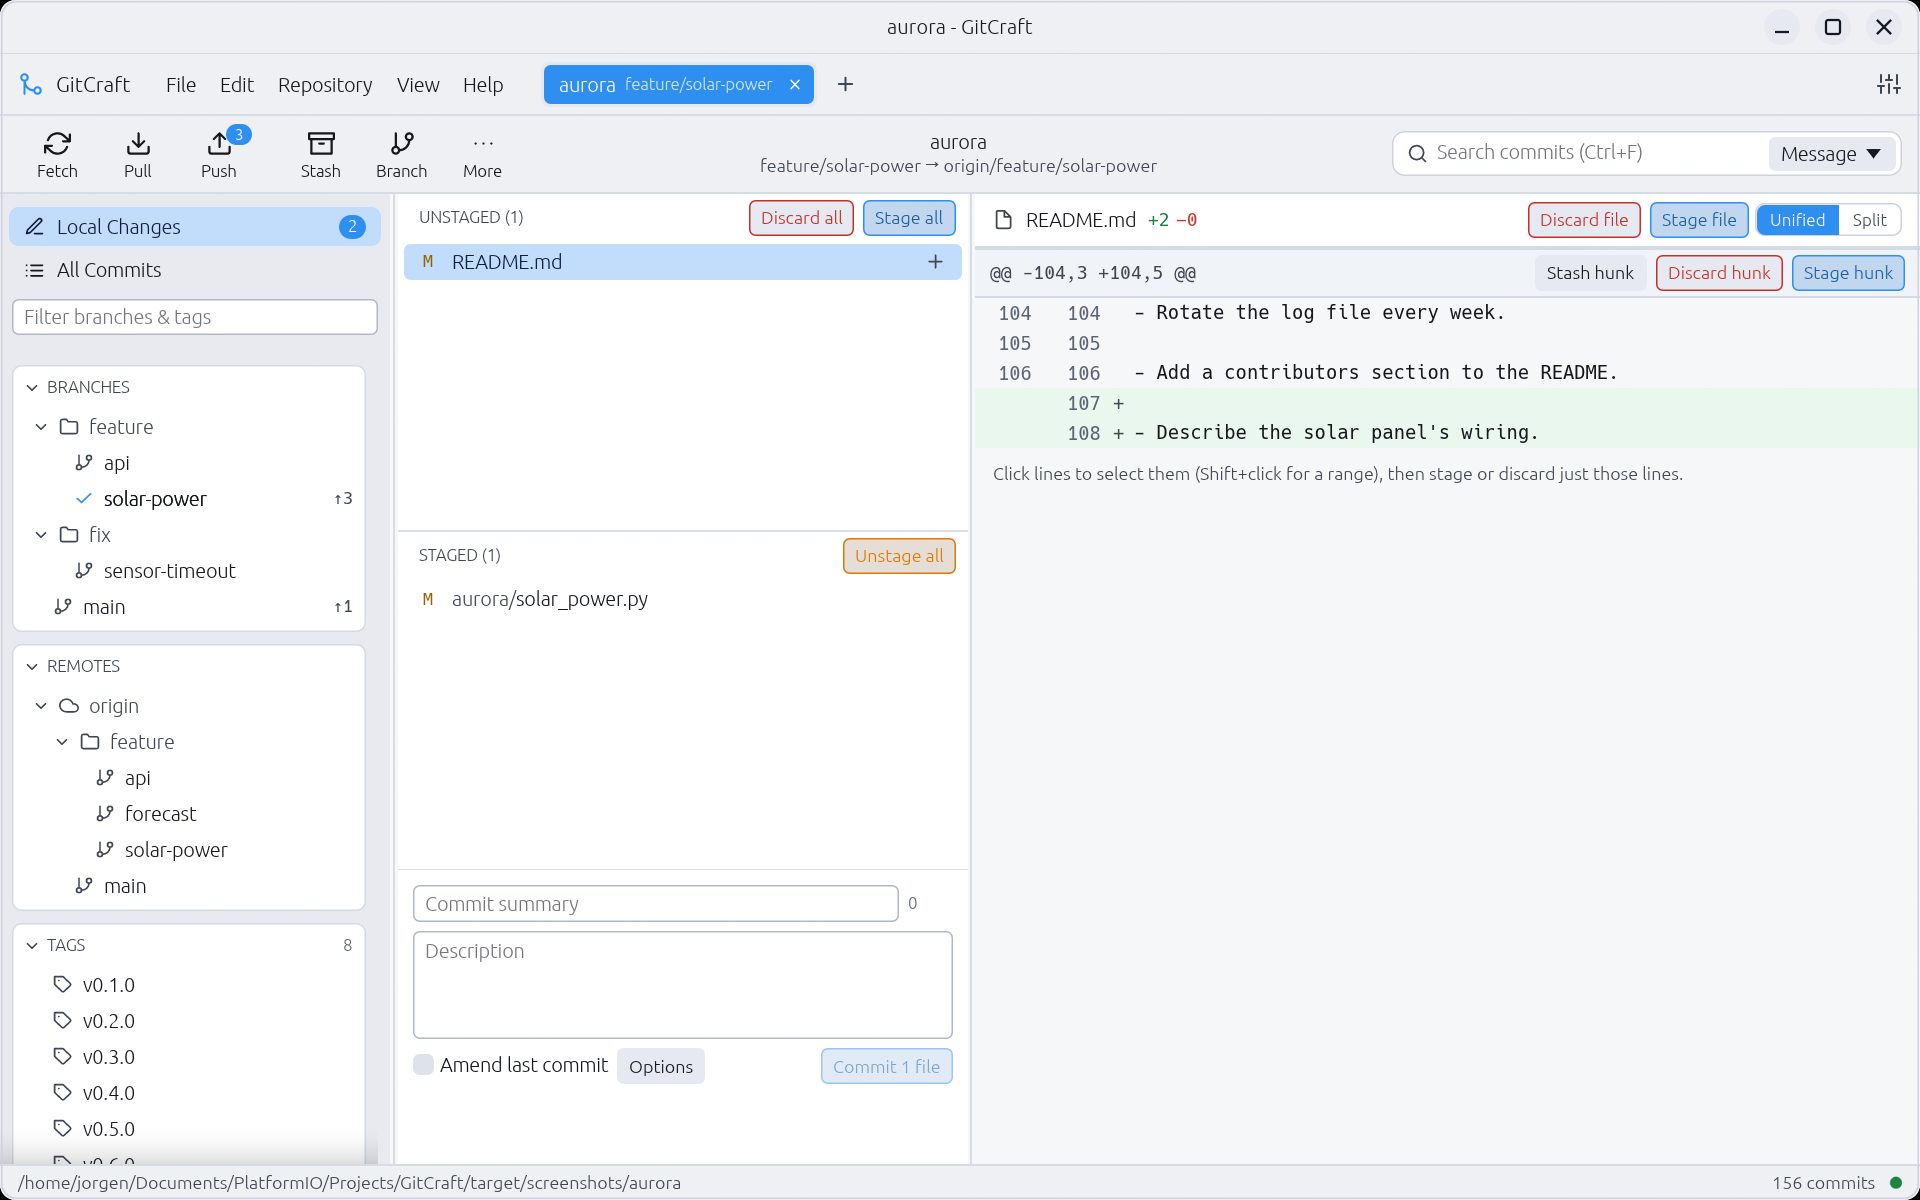 aurora - GitCraft
GitCraft File Edit Repository View Help aurora feature/solar-power × +
Fetch Pull Push 3 Stash Branch ... More
aurora
feature/solar-power → origin/feature/solar-power
Search commits (Ctrl+F) Message ▼
Local Changes 2
All Commits
Filter branches & tags
BRANCHES
feature
api
solar-power ↑3
fix
sensor-timeout
main ↑1
REMOTES
origin
feature
api
forecast
solar-power
main
TAGS 8
v0.1.0
v0.2.0
v0.3.0
v0.4.0
v0.5.0
v0.6.0
UNSTAGED (1) Discard all Stage all
M README.md +
STAGED (1) Unstage all
M aurora/solar_power.py
Commit summary 0
Description
Amend last commit Options Commit 1 file
README.md +2 −0 Discard file Stage file Unified Split
@@ -104,3 +104,5 @@ Stash hunk Discard hunk Stage hunk
104 104 - Rotate the log file every week.
105 105
106 106 - Add a contributors section to the README.
107 +
108 + - Describe the solar panel's wiring.
Click lines to select them (Shift+click for a range), then stage or discard just those lines.
/home/jorgen/Documents/PlatformIO/Projects/GitCraft/target/screenshots/aurora 156 commits